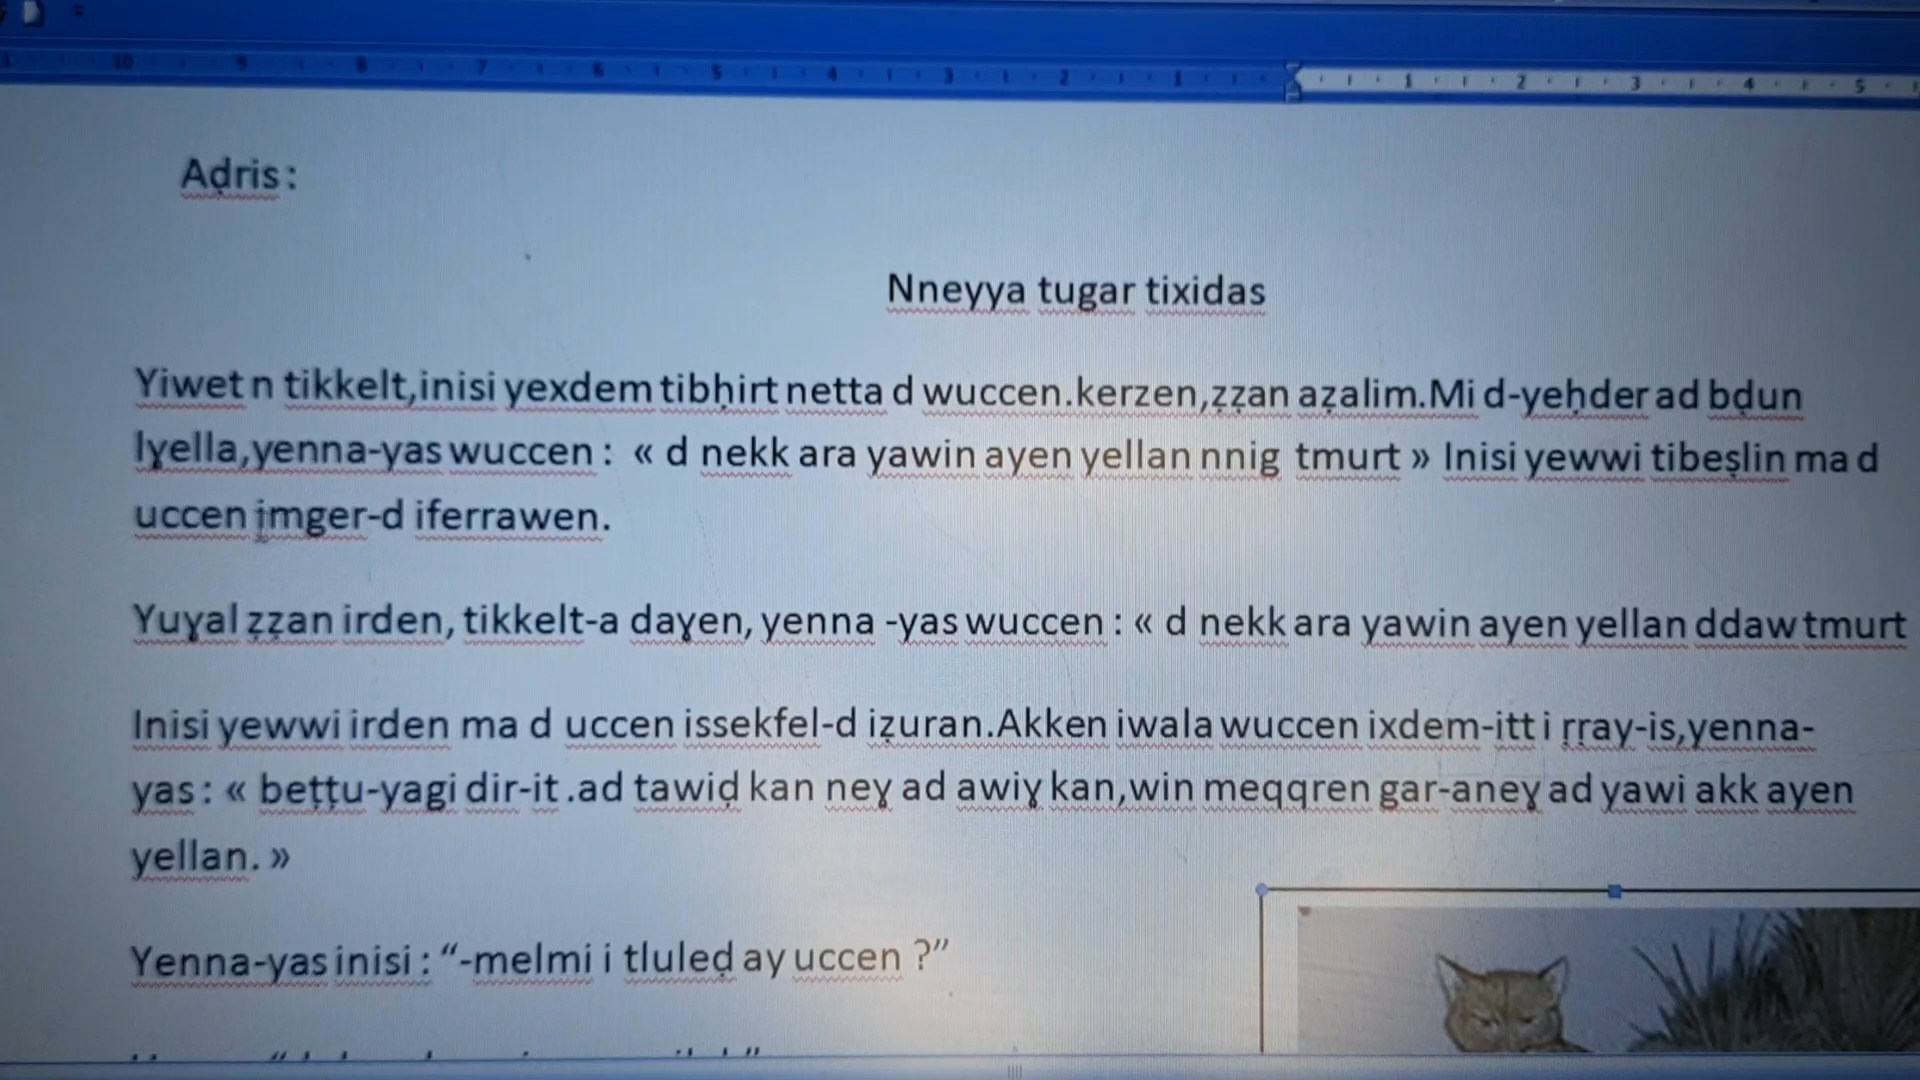 Aḍris :
Nneyya tugar tixidas
Yiwet n tikkelt,inisi yexdem tibḥirt netta d wuccen.kerzen,ẓẓan aẓalim.Mi d-yeḥder ad bḍun
lɣella,yenna-yas wuccen : « d nekk ara yawin ayen yellan nnig tmurt » Inisi yewwi tibeṣlin ma d
uccen imger-d iferrawen.
Yuɣal ẓẓan irden, tikkelt-a daɣen, yenna -yas wuccen : « d nekk ara yawin ayen yellan ddaw tmurt
Inisi yewwi irden ma d uccen issekfel-d iẓuran.Akken iwala wuccen ixdem-itt i ṛṛay-is,yenna-
yas : « beṭṭu-yagi dir-it .ad tawiḍ kan neɣ ad awiɣ kan,win meqqren gar-aneɣ ad yawi akk ayen
yellan. »
Yenna-yas inisi : “-melmi i tluleḍ ay uccen ?”